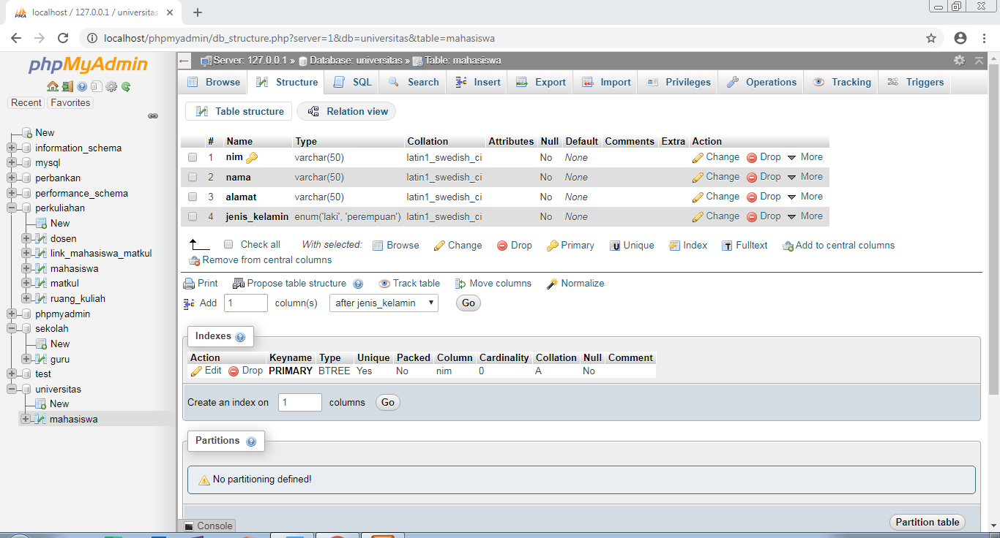 localhost / 127.0.0.1 / universitas
localhost/phpmyadmin/db_structure.php?server=1&db=universitas&table=mahasiswa
phpMyAdmin
Recent Favorites
New
information_schema
mysql
perbankan
performance_schema
perkuliahan
New
dosen
link_mahasiswa_matkul
mahasiswa
matkul
ruang_kuliah
phpmyadmin
sekolah
New
guru
test
universitas
New
mahasiswa
Server: 127.0.0.1 » Database: universitas » Table: mahasiswa
Browse Structure SQL Search Insert Export Import Privileges Operations Tracking Triggers
Table structure Relation view
# Name Type Collation Attributes Null Default Comments Extra Action
1 nim varchar(50) latin1_swedish_ci No None Change Drop More
2 nama varchar(50) latin1_swedish_ci No None Change Drop More
3 alamat varchar(50) latin1_swedish_ci No None Change Drop More
4 jenis_kelamin enum('laki', 'perempuan') latin1_swedish_ci No None Change Drop More
Check all With selected: Browse Change Drop Primary Unique Index Fulltext Add to central columns
Remove from central columns
Print Propose table structure Track table Move columns Normalize
Add 1 column(s) after jenis_kelamin Go
Indexes
Action Keyname Type Unique Packed Column Cardinality Collation Null Comment
Edit Drop PRIMARY BTREE Yes No nim 0 A No
Create an index on 1 columns Go
Partitions
No partitioning defined!
Partition table
Console